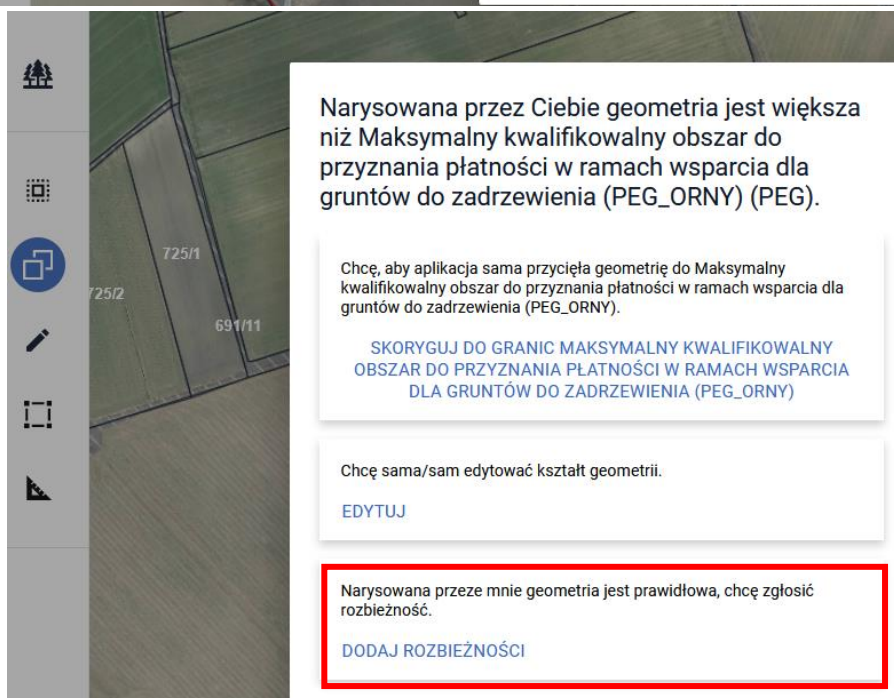 725/1
725/2
691/11
Narysowana przez Ciebie geometria jest większa
niż Maksymalny kwalifikowalny obszar do
przyznania płatności w ramach wsparcia dla
gruntów do zadrzewienia (PEG_ORNY) (PEG).
Chcę, aby aplikacja sama przycięła geometrię do Maksymalny
kwalifikowalny obszar do przyznania płatności w ramach wsparcia dla
gruntów do zadrzewienia (PEG_ORNY).
SKORYGUJ DO GRANIC MAKSYMALNY KWALIFIKOWALNY
OBSZAR DO PRZYZNANIA PŁATNOŚCI W RAMACH WSPARCIA
DLA GRUNTÓW DO ZADRZEWIENIA (PEG_ORNY)
Chcę sama/sam edytować kształt geometrii.
EDYTUJ
Narysowana przeze mnie geometria jest prawidłowa, chcę zgłosić
rozbieżność.
DODAJ ROZBIEŻNOŚCI